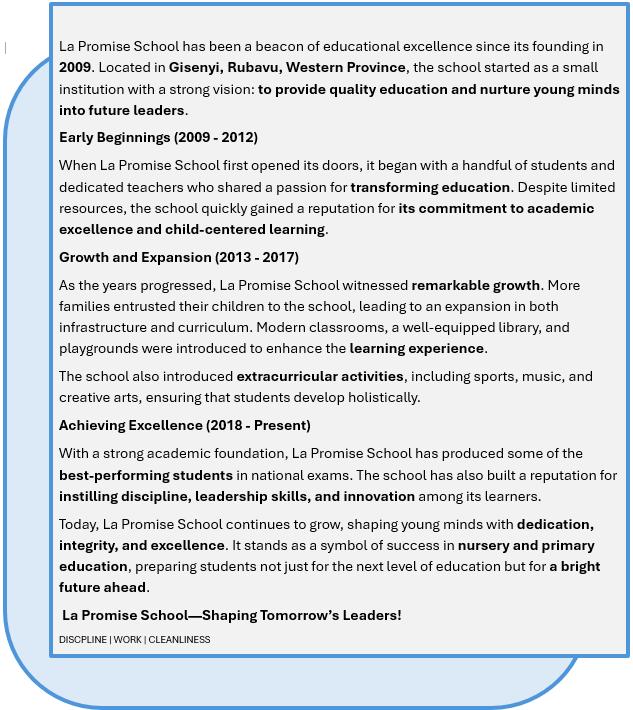 La Promise School has been a beacon of educational excellence since its founding in
2009. Located in Gisenyi, Rubavu, Western Province, the school started as a small
institution with a strong vision: to provide quality education and nurture young minds
into future leaders.
Early Beginnings (2009 - 2012)
When La Promise School first opened its doors, it began with a handful of students and
dedicated teachers who shared a passion for transforming education. Despite limited
resources, the school quickly gained a reputation for its commitment to academic
excellence and child-centered learning.
Growth and Expansion (2013 - 2017)
As the years progressed, La Promise School witnessed remarkable growth. More
families entrusted their children to the school, leading to an expansion in both
infrastructure and curriculum. Modern classrooms, a well-equipped library, and
playgrounds were introduced to enhance the learning experience.
The school also introduced extracurricular activities, including sports, music, and
creative arts, ensuring that students develop holistically.
Achieving Excellence (2018 - Present)
With a strong academic foundation, La Promise School has produced some of the
best-performing students in national exams. The school has also built a reputation for
instilling discipline, leadership skills, and innovation among its learners.
Today, La Promise School continues to grow, shaping young minds with dedication,
integrity, and excellence. It stands as a symbol of success in nursery and primary
education, preparing students not just for the next level of education but for a bright
future ahead.
La Promise School—Shaping Tomorrow’s Leaders!
DISCPLINE | WORK | CLEANLINESS